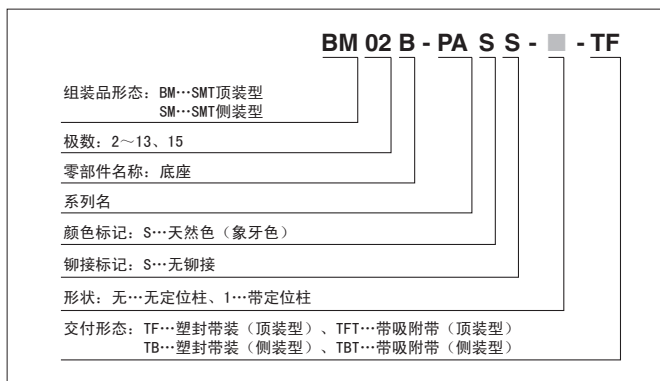 BM 02 B - PA S S - ■ - TF
组装品形态：BM…SMT顶装型
SM…SMT侧装型
极数：2～13、15
零部件名称：底座
系列名
颜色标记：S…天然色（象牙色）
铆接标记：S…无铆接
形状：无…无定位柱、1…带定位柱
交付形态：TF…塑封带装（顶装型）、TFT…带吸附带（顶装型）
TB…塑封带装（侧装型）、TBT…带吸附带（侧装型）